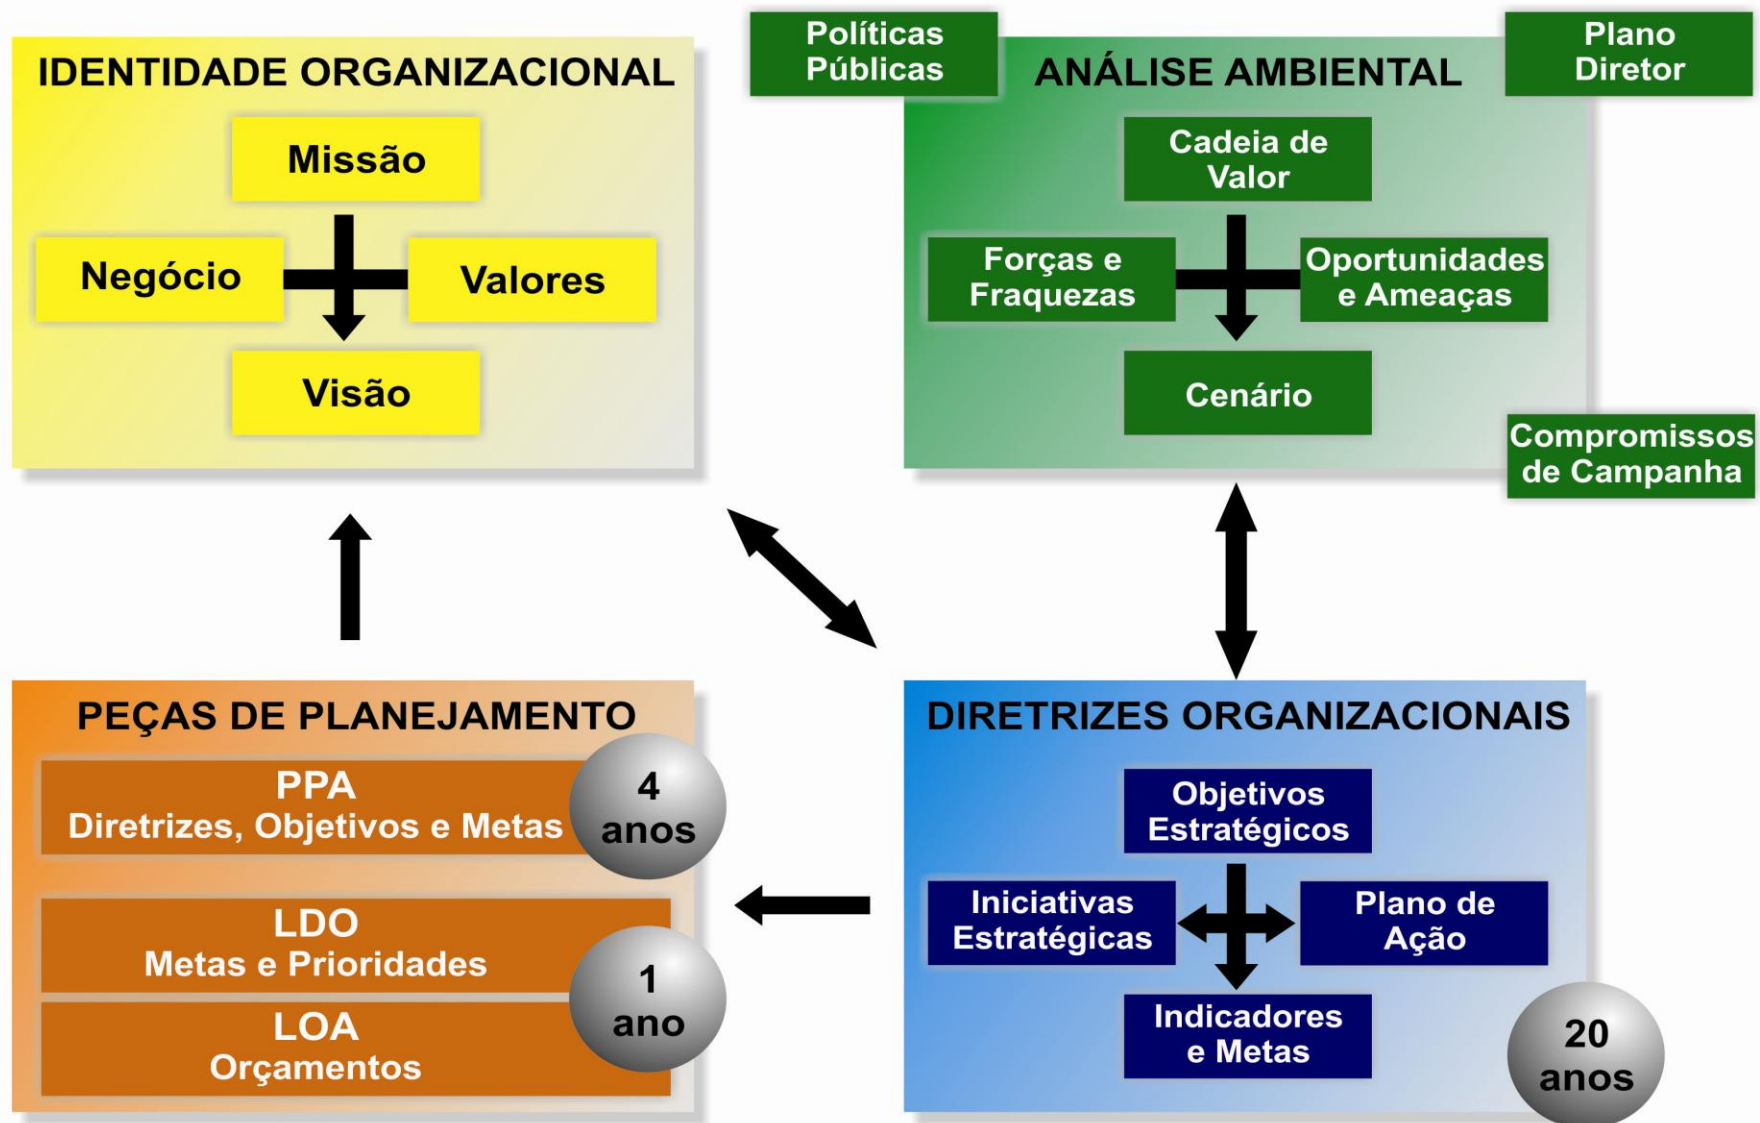 IDENTIDADE ORGANIZACIONAL
Missão
Negócio
Valores
Visão
Políticas
Públicas
ANÁLISE AMBIENTAL
Plano
Diretor
Cadeia de
Valor
Forças e
Fraquezas
Oportunidades
e Ameaças
Cenário
Compromissos
de Campanha
PEÇAS DE PLANEJAMENTO
PPA
Diretrizes, Objetivos e Metas
4
anos
LDO
Metas e Prioridades
1
ano
LOA
Orçamentos
DIRETRIZES ORGANIZACIONAIS
Objetivos
Estratégicos
Iniciativas
Estratégicas
Plano de
Ação
Indicadores
e Metas
20
anos